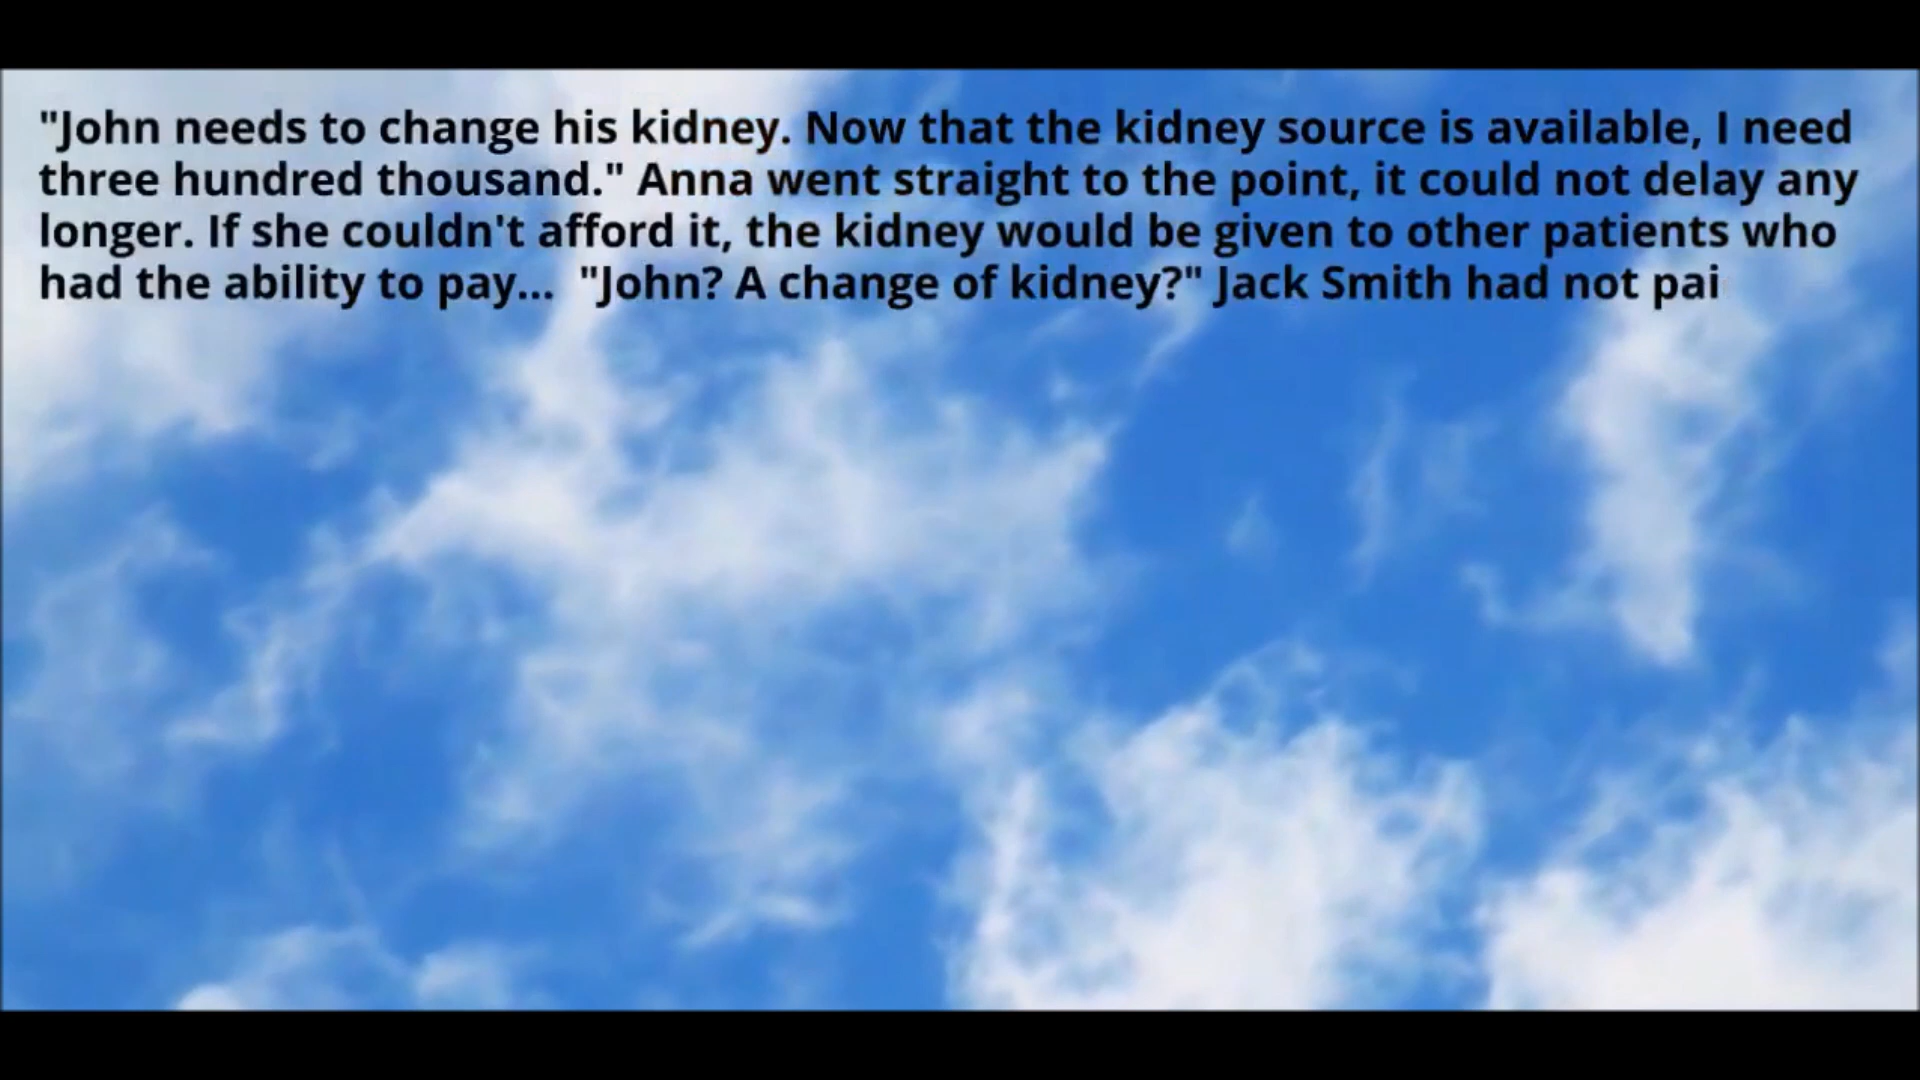 "John needs to change his kidney. Now that the kidney source is available, I need
three hundred thousand." Anna went straight to the point, it could not delay any
longer. If she couldn't afford it, the kidney would be given to other patients who
had the ability to pay...  "John? A change of kidney?" Jack Smith had not pai